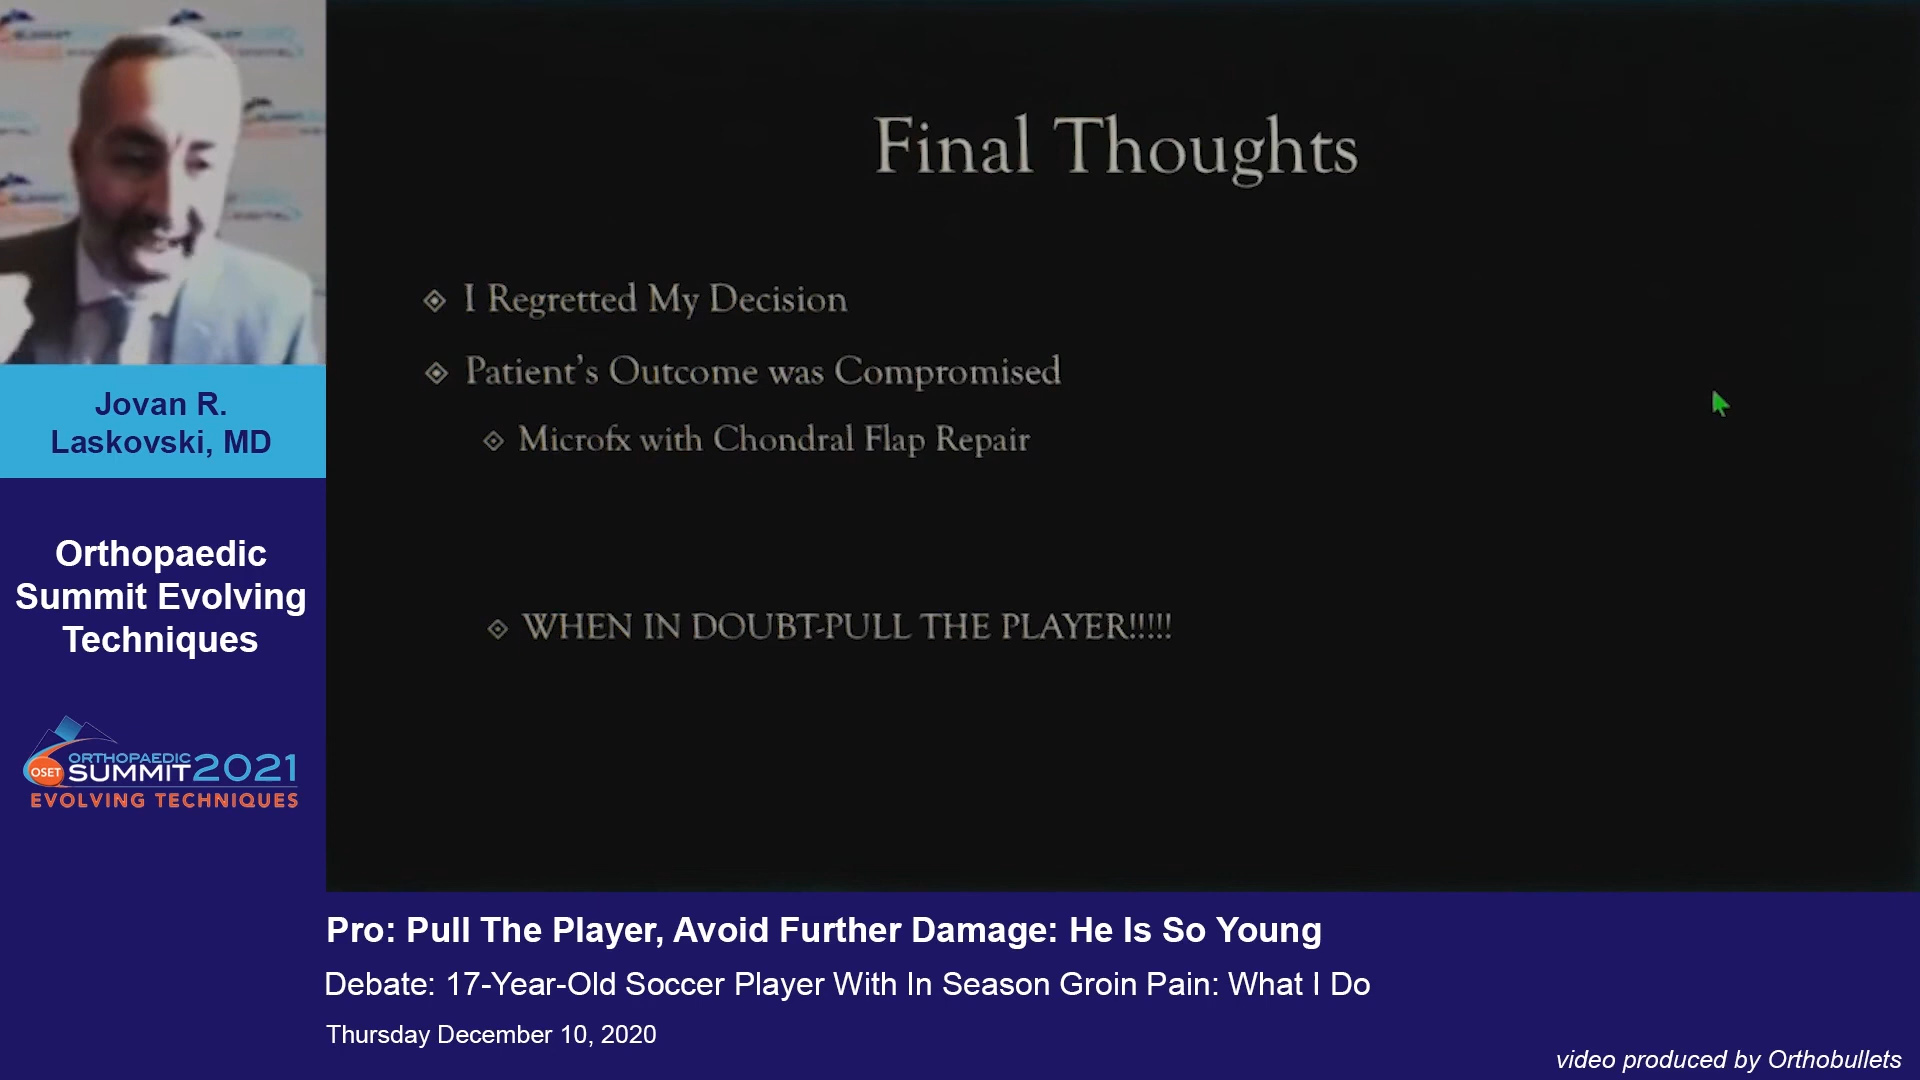 Final Thoughts
I Regretted My Decision
Patient's Outcome was Compromised
Microfx with Chondral Flap Repair
WHEN IN DOUBT-PULL THE PLAYER!!!!!
Jovan R.
Laskovski, MD
Orthopaedic
Summit Evolving
Techniques
OSET
ORTHOPAEDIC
SUMMIT 2021
EVOLVING TECHNIQUES
Pro: Pull The Player, Avoid Further Damage: He Is So Young
Debate: 17-Year-Old Soccer Player With In Season Groin Pain: What I Do
Thursday December 10, 2020
video produced by Orthobullets